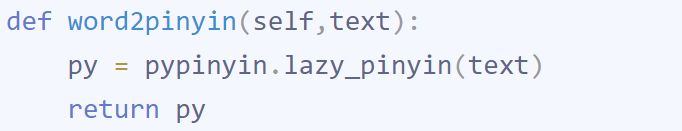 def word2pinyin(self,text):
    py = pypinyin.lazy_pinyin(text)
    return py